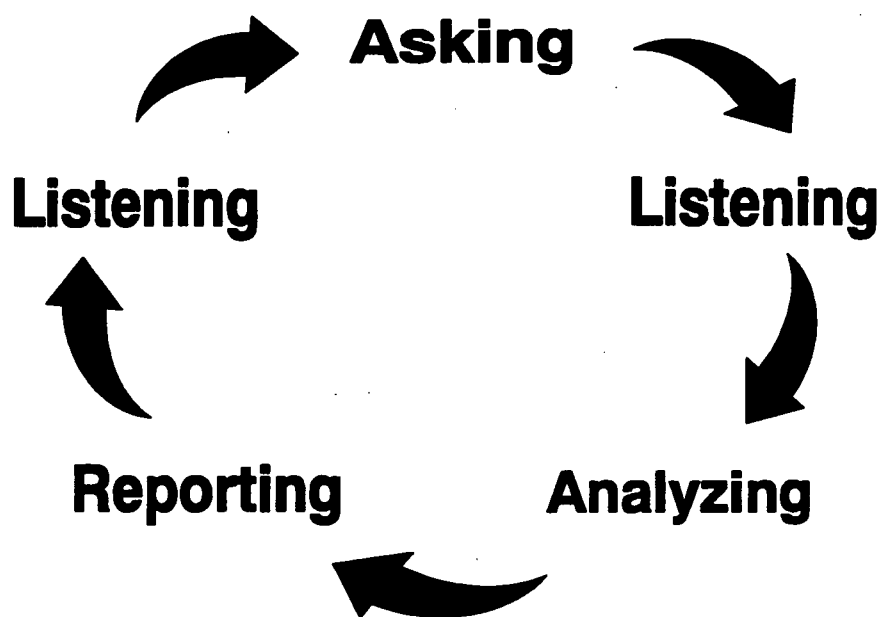 Asking
Listening
Listening
Reporting
Analyzing